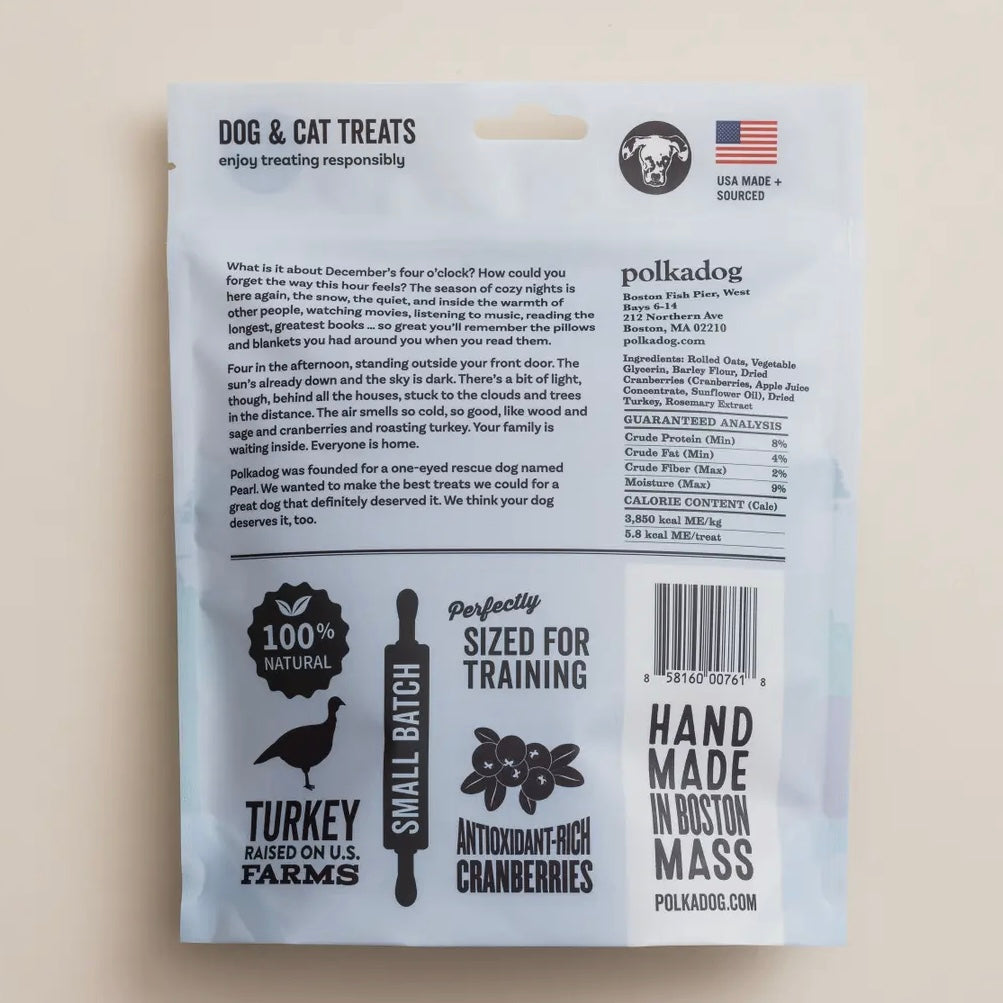 DOG & CAT TREATS
enjoy treating responsibly
USA MADE +
SOURCED
What is it about December's four o'clock? How could you
forget the way this hour feels? The season of cozy nights is
here again, the snow, the quiet, and inside the warmth of
other people, watching movies, listening to music, reading the
longest, greatest books ... so great you'll remember the pillows
and blankets you had around you when you read them.
Four in the afternoon, standing outside your front door. The
sun's already down and the sky is dark. There's a bit of light,
though, behind all the houses, stuck to the clouds and trees
in the distance. The air smells so cold, so good, like wood and
sage and cranberries and roasting turkey. Your family is
waiting inside. Everyone is home.
Polkadog was founded for a one-eyed rescue dog named
Pearl. We wanted to make the best treats we could for a
great dog that definitely deserved it. We think your dog
deserves it, too.
polkadog
Boston Fish Pier, West
Bays 6-14
212 Northern Ave
Boston, MA 02210
polkadog.com
Ingredients: Rolled Oats, Vegetable
Glycerin, Barley Flour, Dried
Cranberries (Cranberries, Apple Juice
Concentrate, Sunflower Oil), Dried
Turkey, Rosemary Extract
GUARANTEED ANALYSIS
Crude Protein (Min) 8%
Crude Fat (Min) 4%
Crude Fiber (Max) 2%
Moisture (Max) 9%
CALORIE CONTENT (Calc)
3,850 kcal ME/kg
5.8 kcal ME/treat
100%
NATURAL
TURKEY
RAISED ON U.S.
FARMS
SMALL BATCH
Perfectly
SIZED FOR
TRAINING
ANTIOXIDANT-RICH
CRANBERRIES
8 58160 00761 8
HAND
MADE
IN BOSTON
MASS
POLKADOG.COM